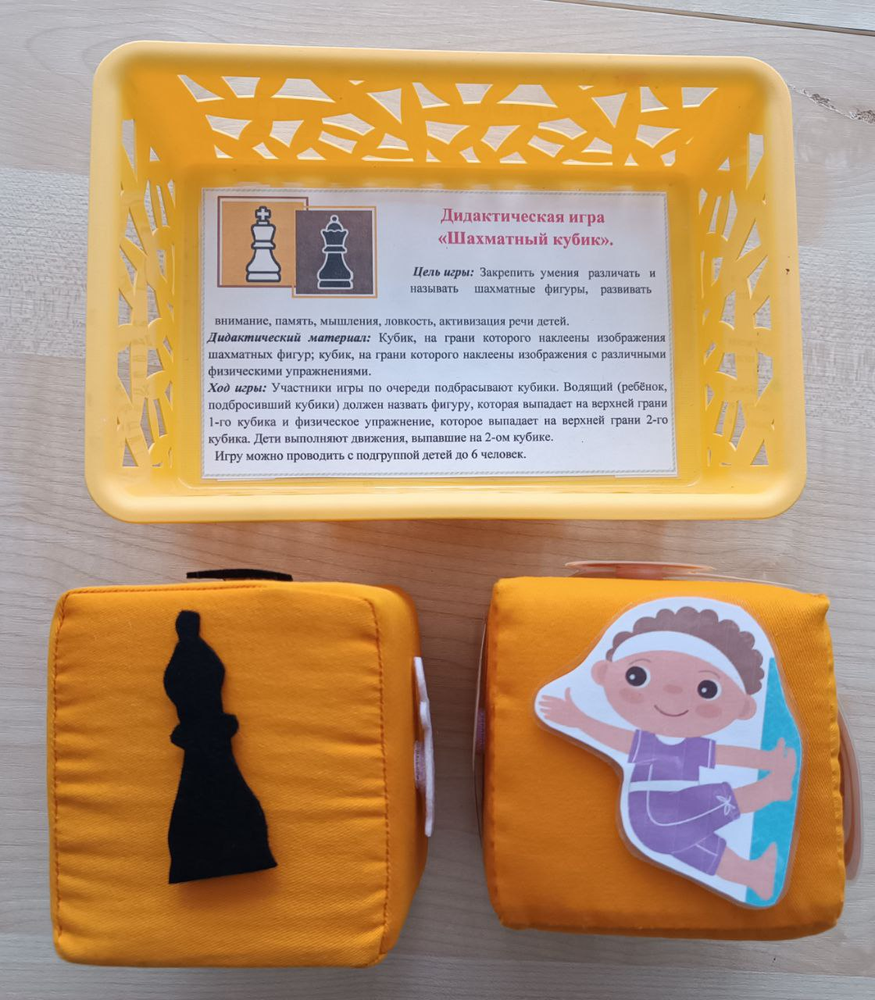 Дидактическая игра
«Шахматный кубик».
Цель игры: Закрепить умения различать и
называть шахматные фигуры, развивать
внимание, память, мышления, ловкость, активизация речи детей.
Дидактический материал: Кубик, на грани которого наклеены изображения
шахматных фигур; кубик, на грани которого наклеены изображения с различными
физическими упражнениями.
Ход игры: Участники игры по очереди подбрасывают кубики. Водящий (ребёнок,
подбросивший кубики) должен назвать фигуру, которая выпадает на верхней грани
1-го кубика и физическое упражнение, которое выпадает на верхней грани 2-го
кубика. Дети выполняют движения, выпавшие на 2-ом кубике.
Игру можно проводить с подгруппой детей до 6 человек.